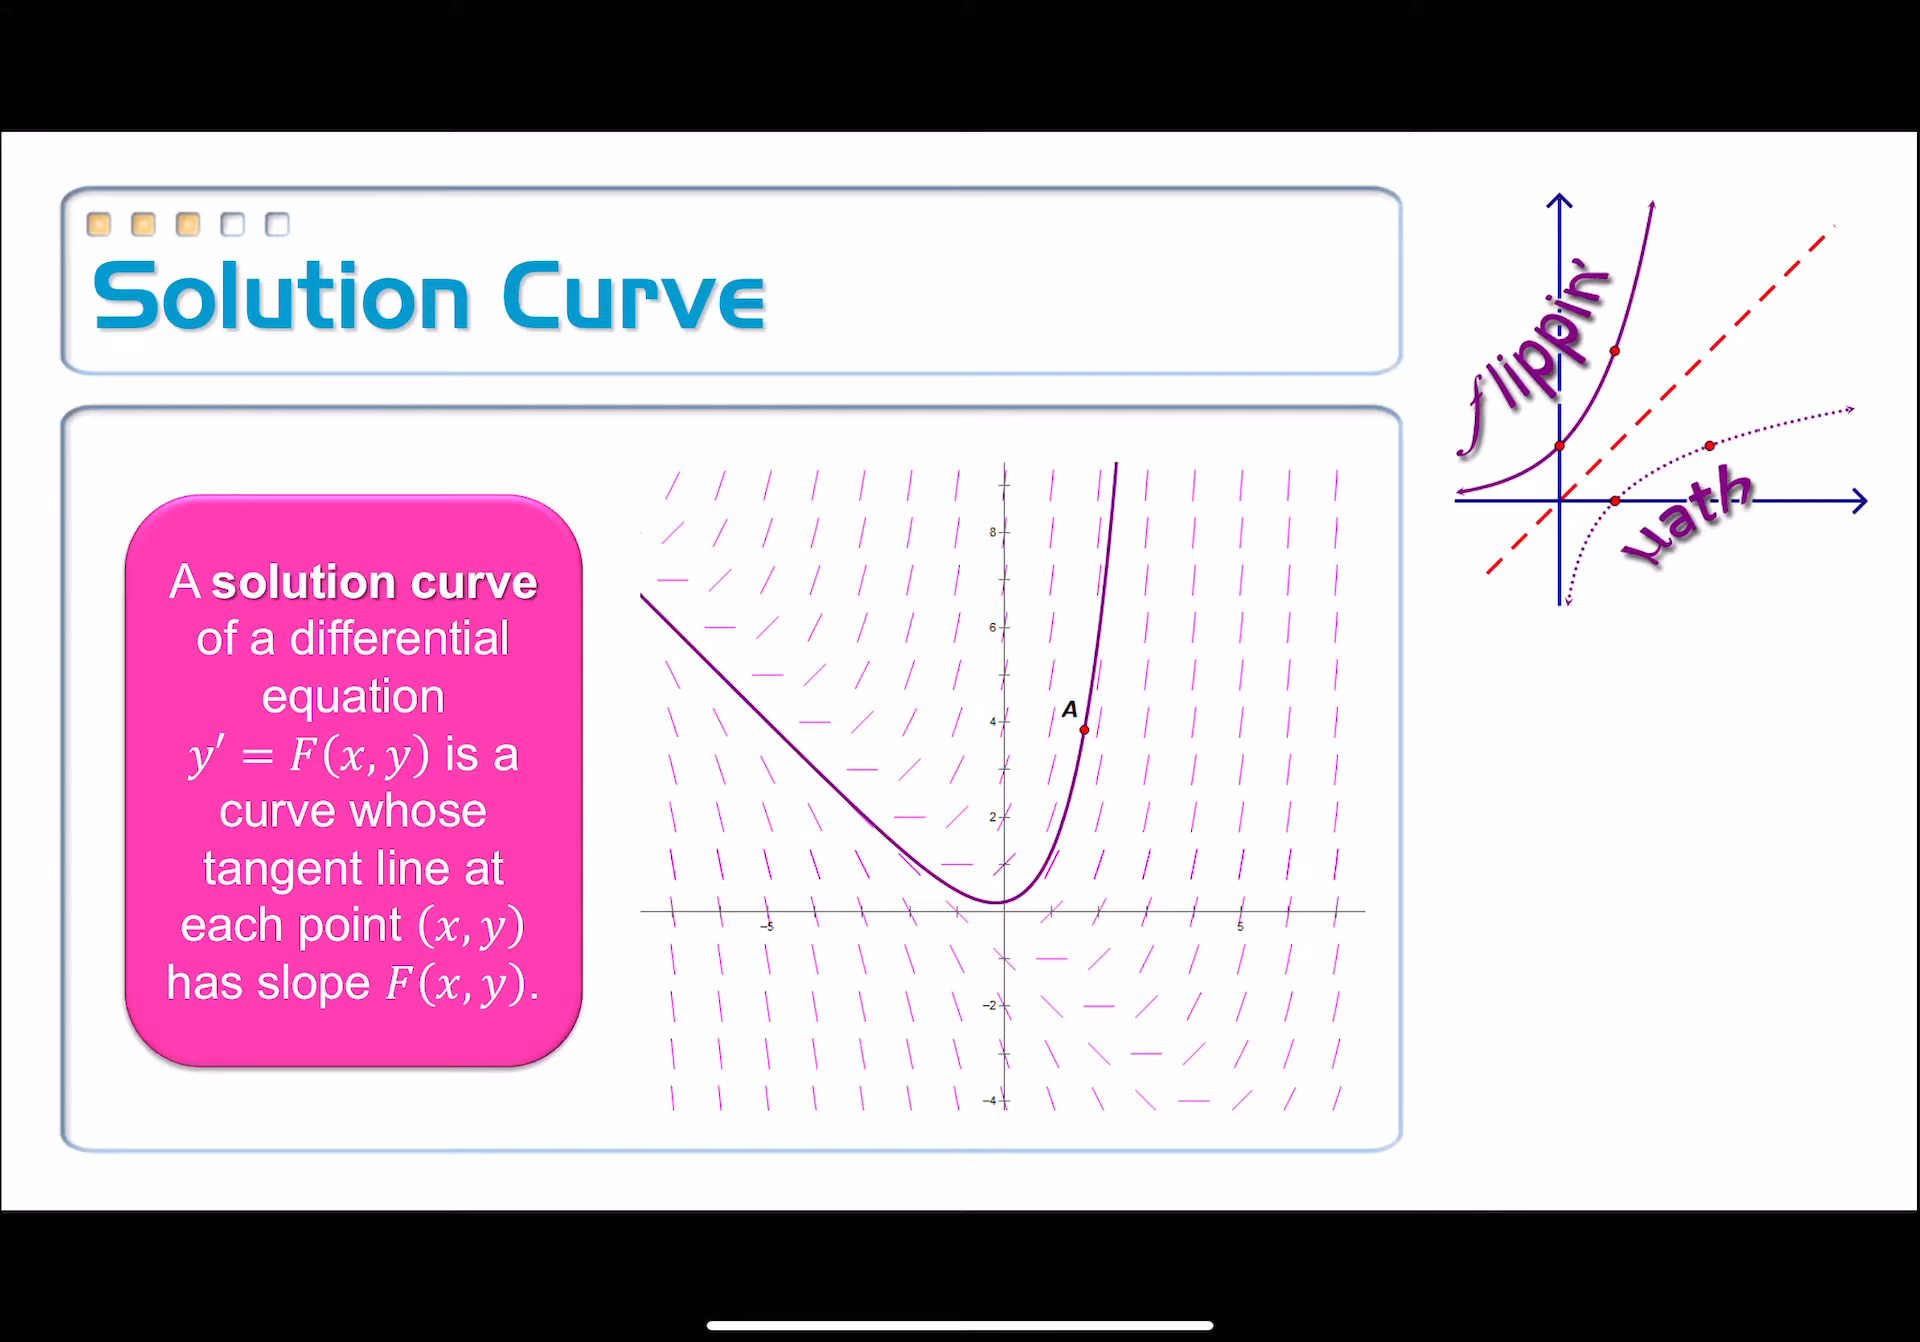 Solution Curve
flippin'
math
A solution curve
of a differential
equation
y′ = F(x, y) is a
curve whose
tangent line at
each point (x, y)
has slope F(x, y).
8
6
A
4
2
−5
5
−2
−4